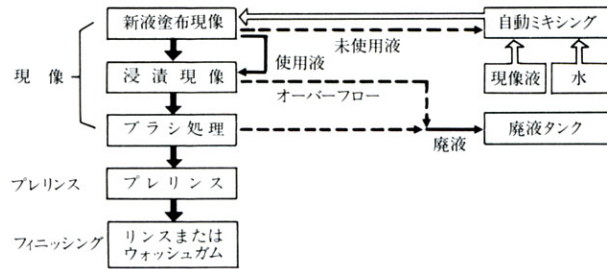 新液塗布現像
自動ミキシング
未使用液
使用液
現像
浸漬現像
現像液
水
オーバーフロー
ブラシ処理
廃液タンク
廃液
プレリンス
プレリンス
フィニッシング
リンスまたは
ウォッシュガム